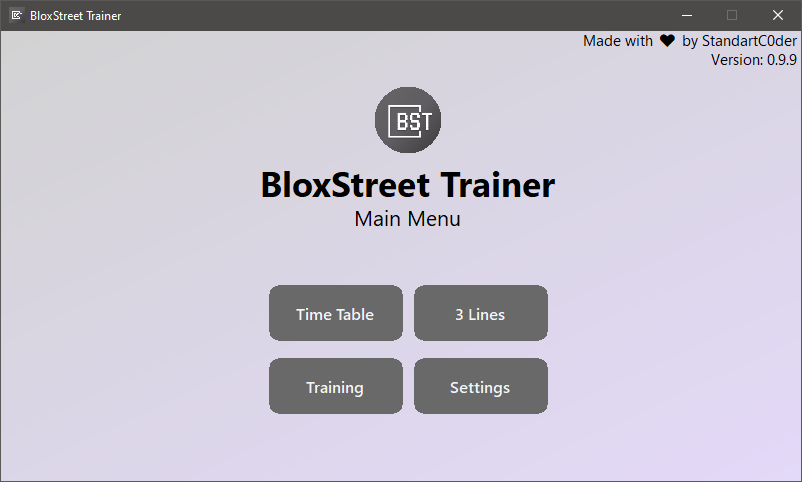 BloxStreet Trainer
Made with ♥ by StandartC0der
Version: 0.9.9
BST
BloxStreet Trainer
Main Menu
Time Table
3 Lines
Training
Settings